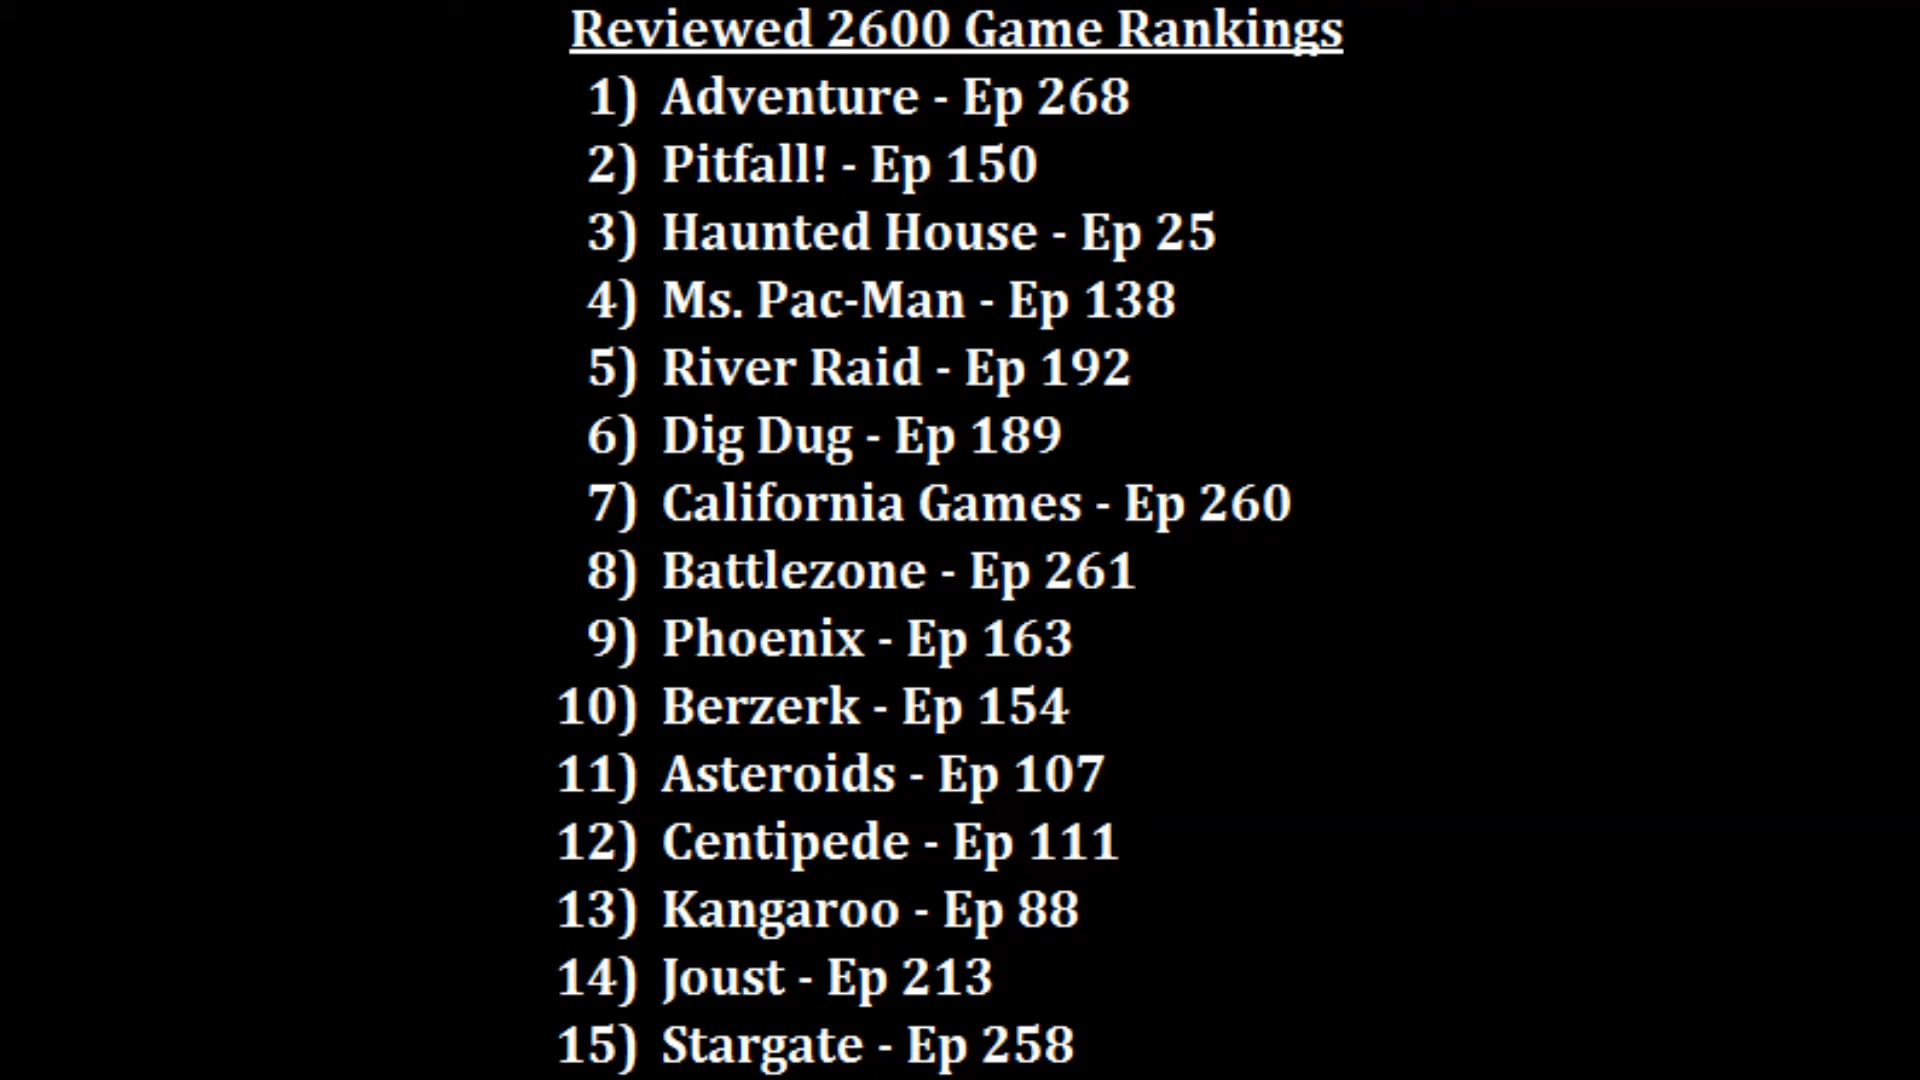 Reviewed 2600 Game Rankings
1) Adventure - Ep 268
2) Pitfall! - Ep 150
3) Haunted House - Ep 25
4) Ms. Pac-Man - Ep 138
5) River Raid - Ep 192
6) Dig Dug - Ep 189
7) California Games - Ep 260
8) Battlezone - Ep 261
9) Phoenix - Ep 163
10) Berzerk - Ep 154
11) Asteroids - Ep 107
12) Centipede - Ep 111
13) Kangaroo - Ep 88
14) Joust - Ep 213
15) Stargate - Ep 258